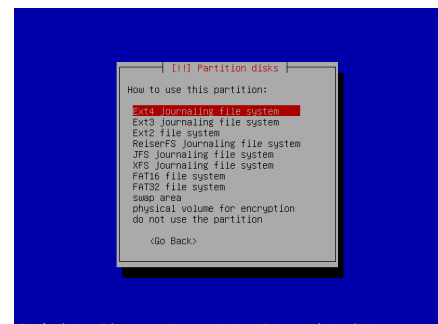 [!!] Partition disks
How to use this partition:
Ext4 journaling file system
Ext3 journaling file system
Ext2 file system
ReiserFS journaling file system
JFS journaling file system
XFS journaling file system
FAT16 file system
FAT32 file system
swap area
physical volume for encryption
do not use the partition
<Go Back>